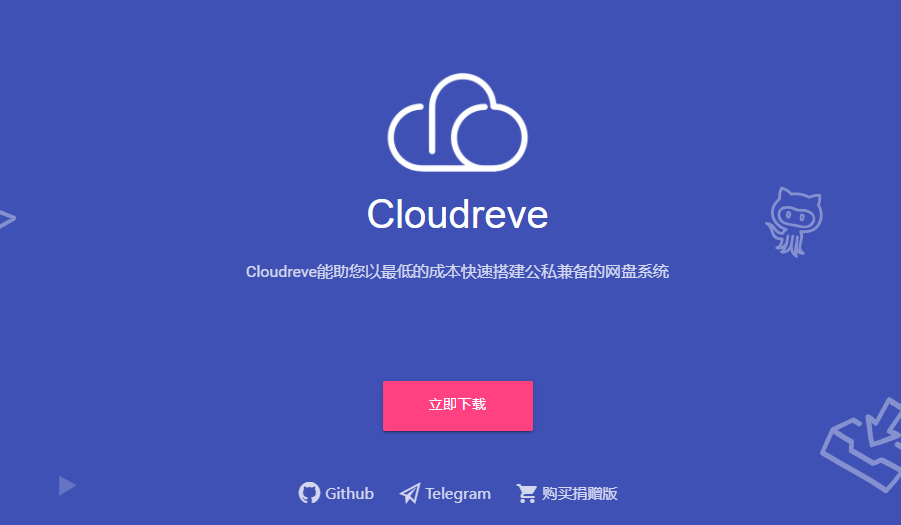 Cloudreve
Cloudreve能助您以最低的成本快速搭建公私兼备的网盘系统
立即下载
Github Telegram 购买捐赠版